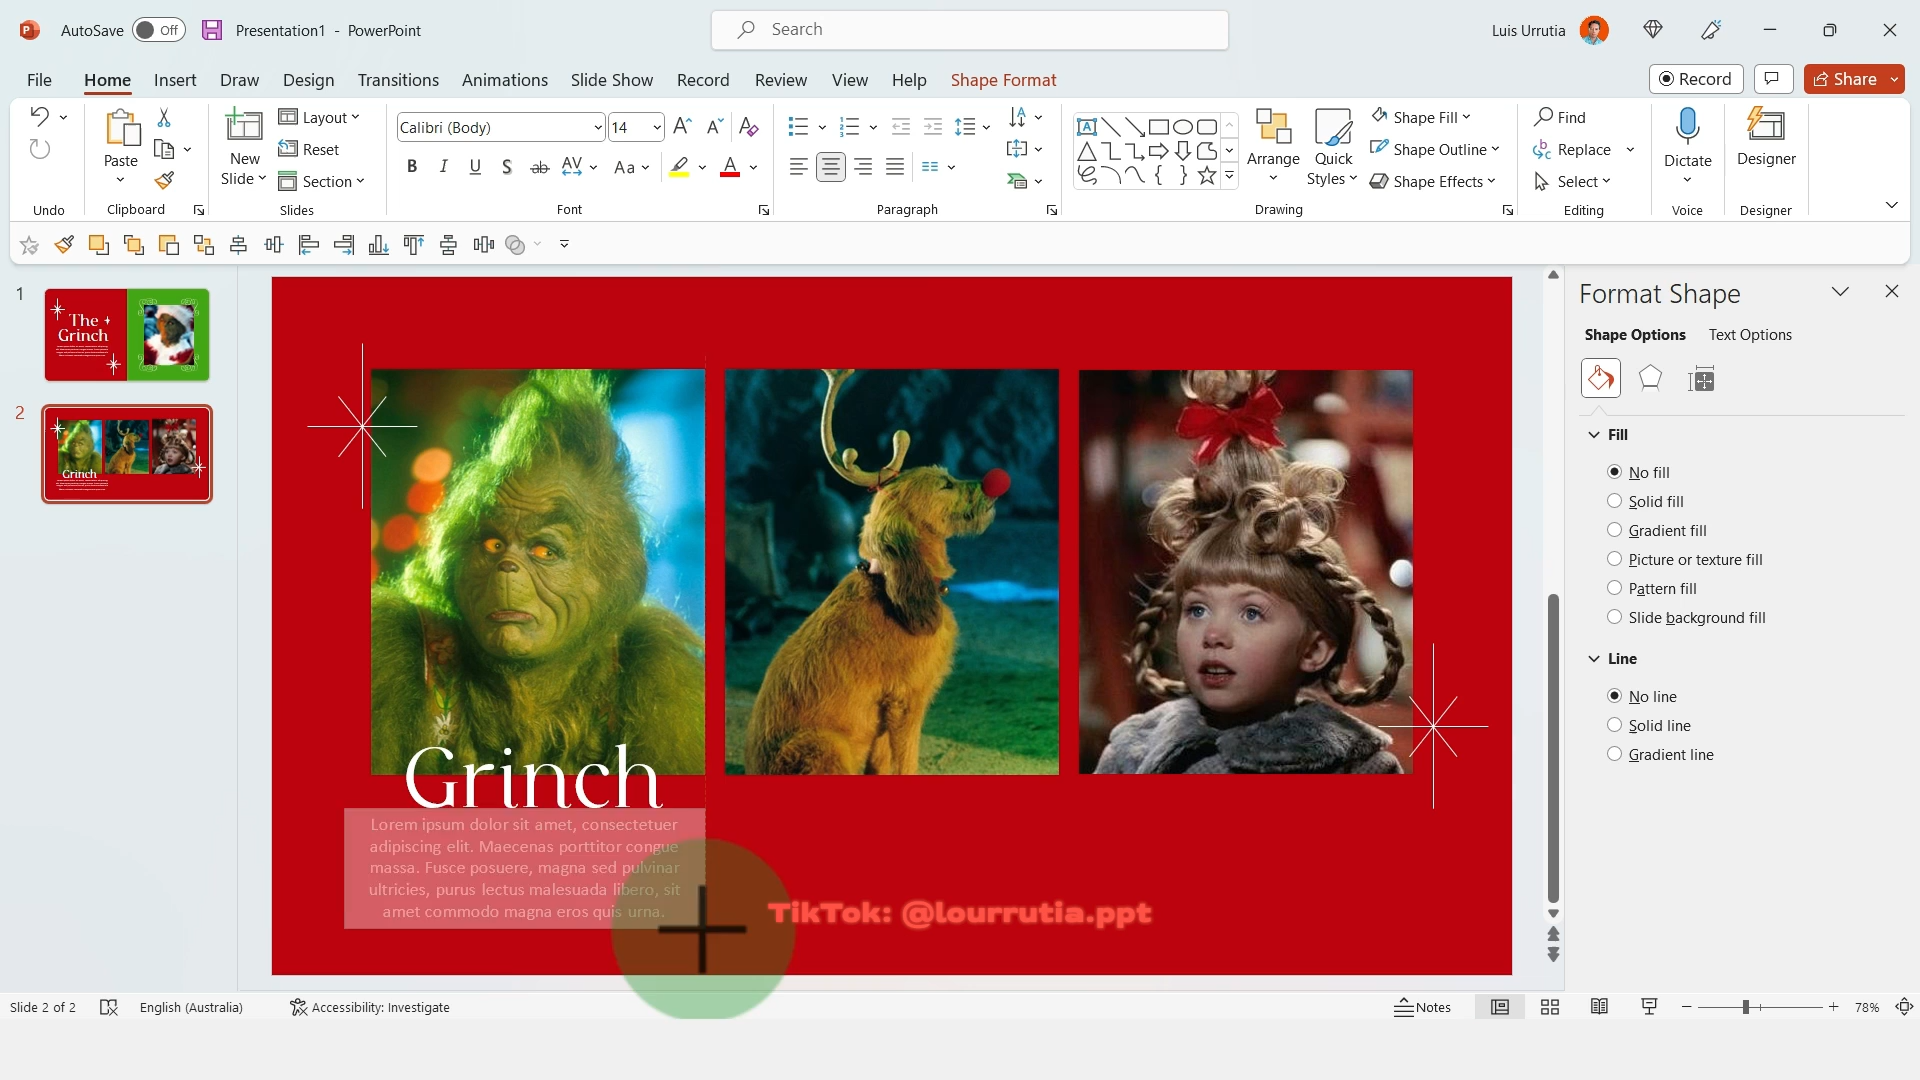 AutoSave Off Presentation1 - PowerPoint Search Luis Urrutia
File Home Insert Draw Design Transitions Animations Slide Show Record Review View Help Shape Format Record Share
Paste
New Slide
Layout
Reset
Section
Calibri (Body) 14
B I U S ab AV Aa A
Arrange
Quick Styles
Shape Fill
Shape Outline
Shape Effects
Find
Replace
Select
Dictate
Designer
Undo Clipboard Slides Font Paragraph Drawing Editing Voice Designer
1
The
Grinch
2
Grinch
Grinch
Lorem ipsum dolor sit amet, consectetuer
adipiscing elit. Maecenas porttitor congue
massa. Fusce posuere, magna sed pulvinar
ultricies, purus lectus malesuada libero, sit
amet commodo magna eros quis urna.
TikTok: @lourrutia.ppt
Format Shape
Shape Options Text Options
Fill
No fill
Solid fill
Gradient fill
Picture or texture fill
Pattern fill
Slide background fill
Line
No line
Solid line
Gradient line
Slide 2 of 2 English (Australia) Accessibility: Investigate Notes 78%